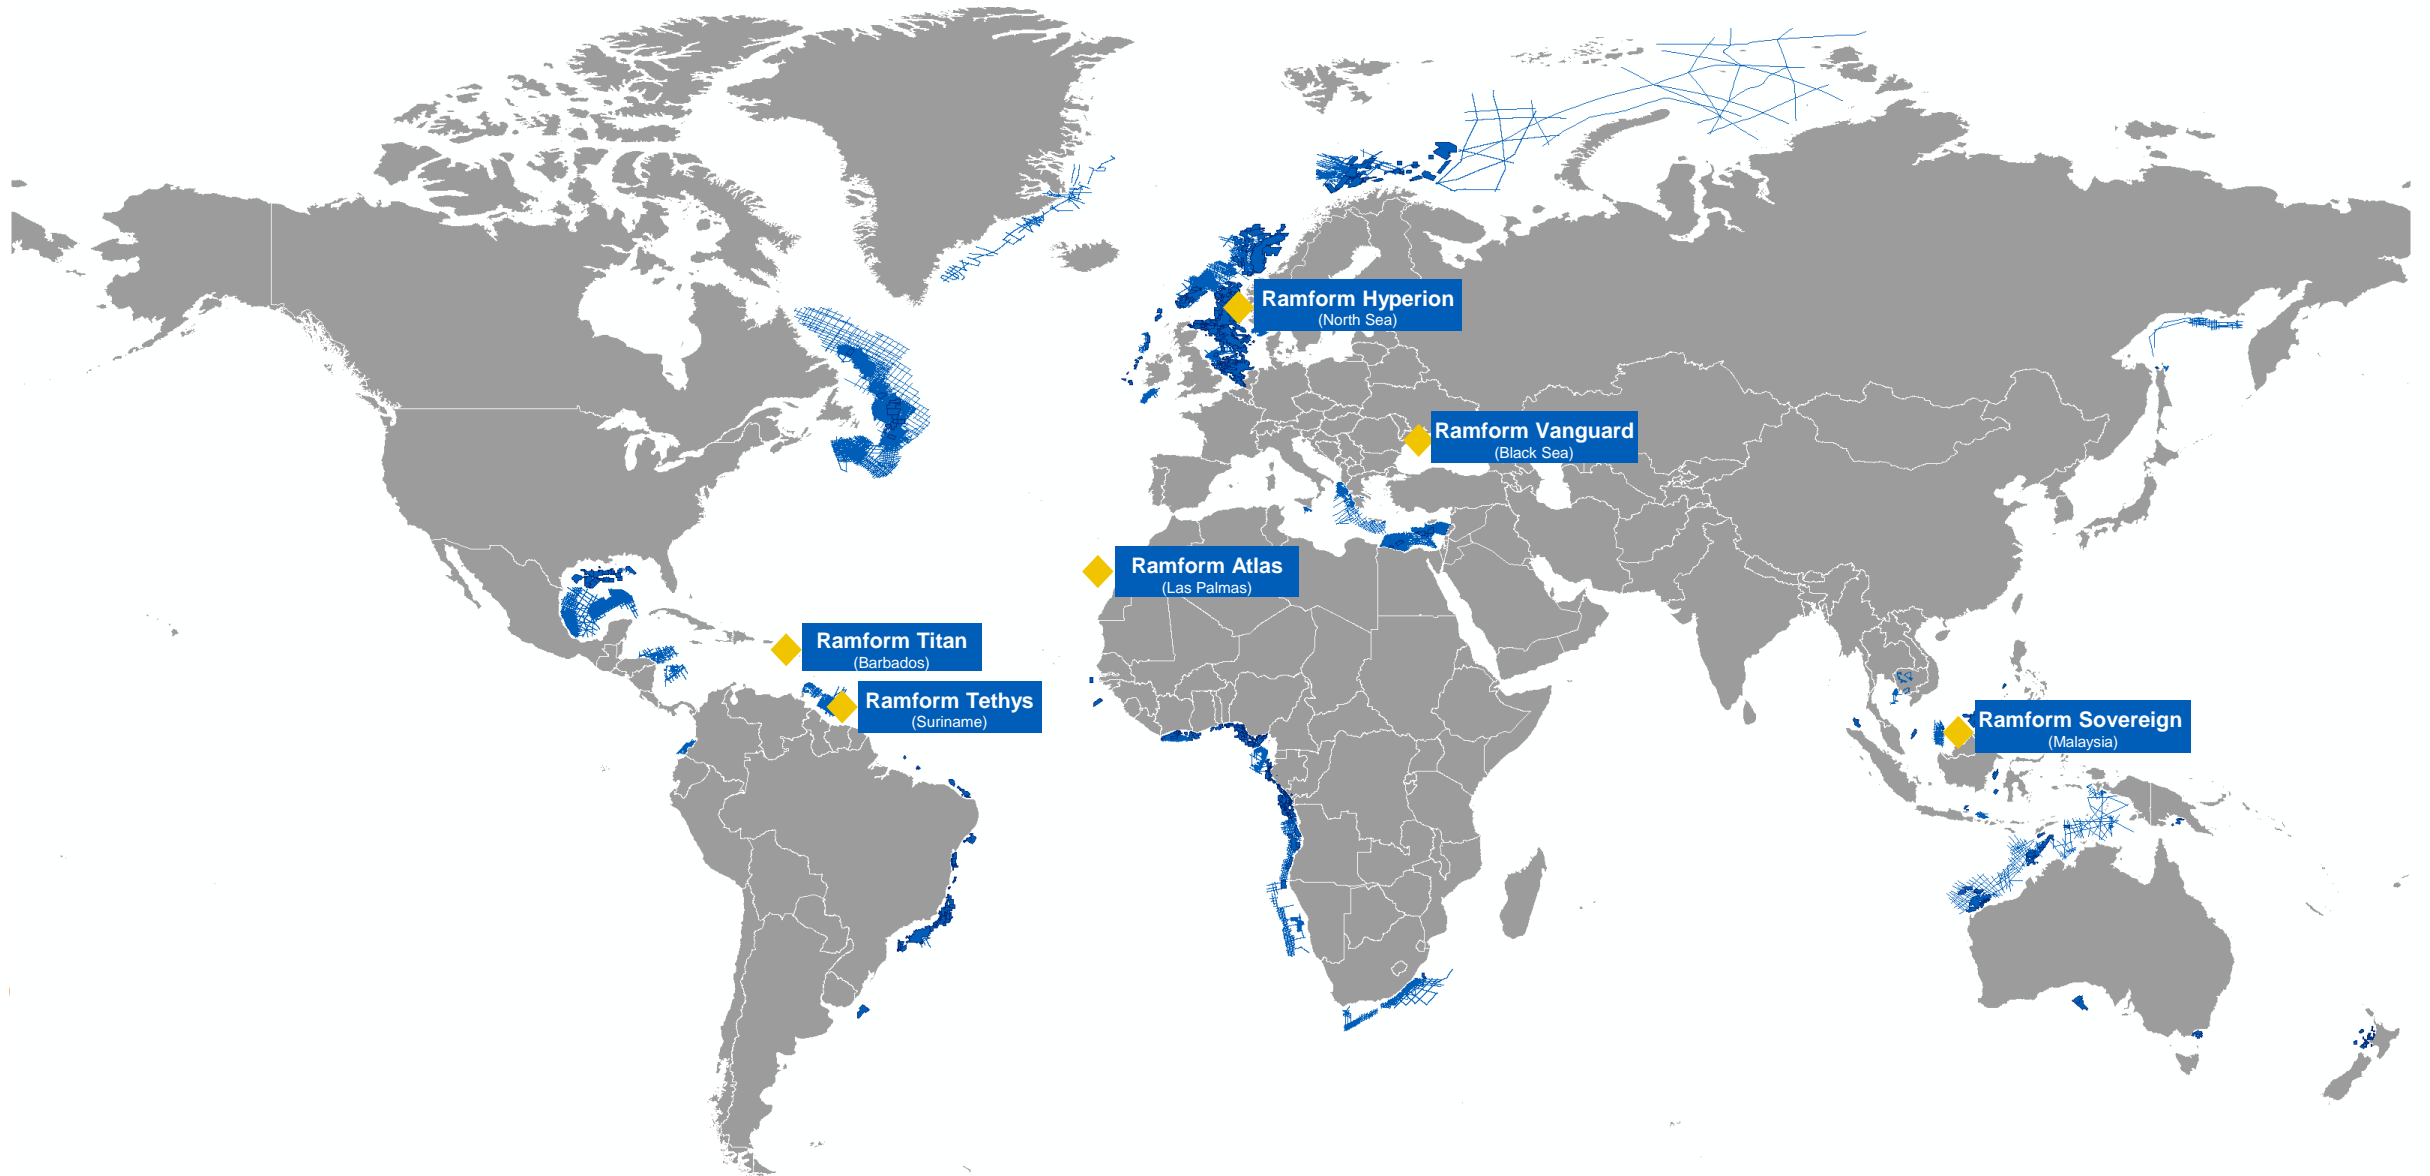 Ramform Hyperion
(North Sea)
Ramform Vanguard
(Black Sea)
Ramform Atlas
(Las Palmas)
Ramform Titan
(Barbados)
Ramform Tethys
(Suriname)
Ramform Sovereign
(Malaysia)